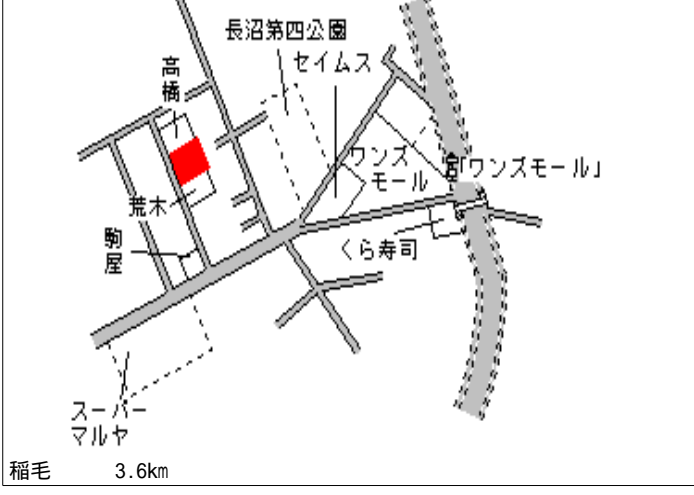 長沼第四公園
セイムス
高
橋
ワンズ
モール
「ワンズモール」
荒木
駒
屋
くら寿司
スーパー
マルヤ
稲毛 3.6km